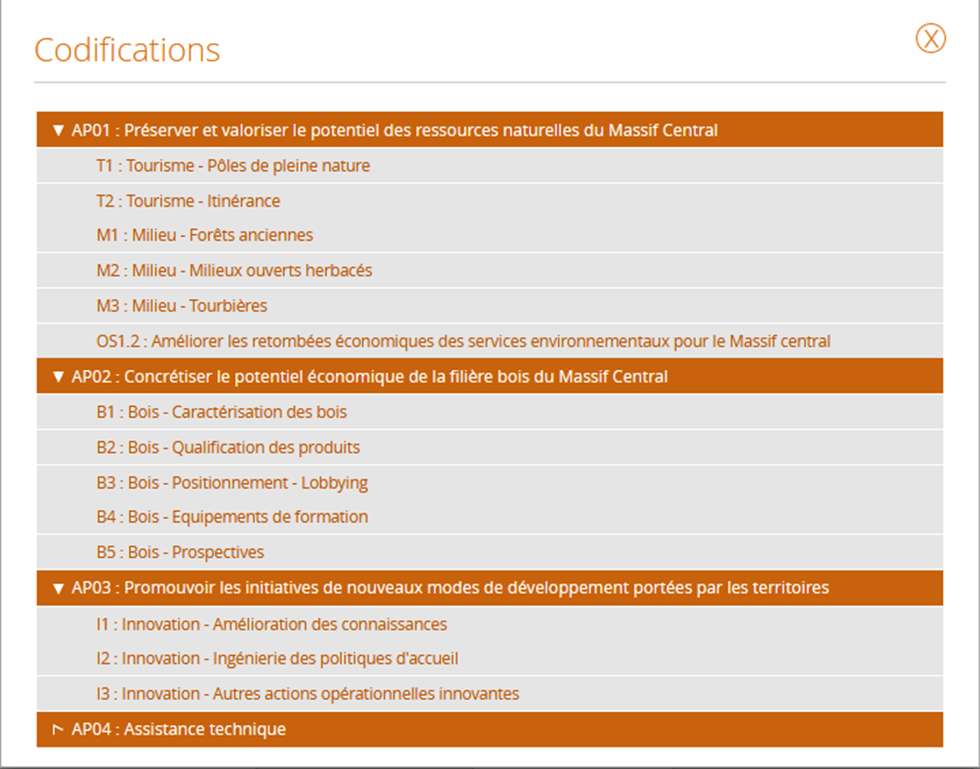 Codifications
X
▼ AP01 : Préserver et valoriser le potentiel des ressources naturelles du Massif Central
T1 : Tourisme - Pôles de pleine nature
T2 : Tourisme - Itinérance
M1 : Milieu - Forêts anciennes
M2 : Milieu - Milieux ouverts herbacés
M3 : Milieu - Tourbières
OS1.2 : Améliorer les retombées économiques des services environnementaux pour le Massif central
▼ AP02 : Concrétiser le potentiel économique de la filière bois du Massif Central
B1 : Bois - Caractérisation des bois
B2 : Bois - Qualification des produits
B3 : Bois - Positionnement - Lobbying
B4 : Bois - Equipements de formation
B5 : Bois - Prospectives
▼ AP03 : Promouvoir les initiatives de nouveaux modes de développement portées par les territoires
I1 : Innovation - Amélioration des connaissances
I2 : Innovation - Ingénierie des politiques d'accueil
I3 : Innovation - Autres actions opérationnelles innovantes
AP04 : Assistance technique